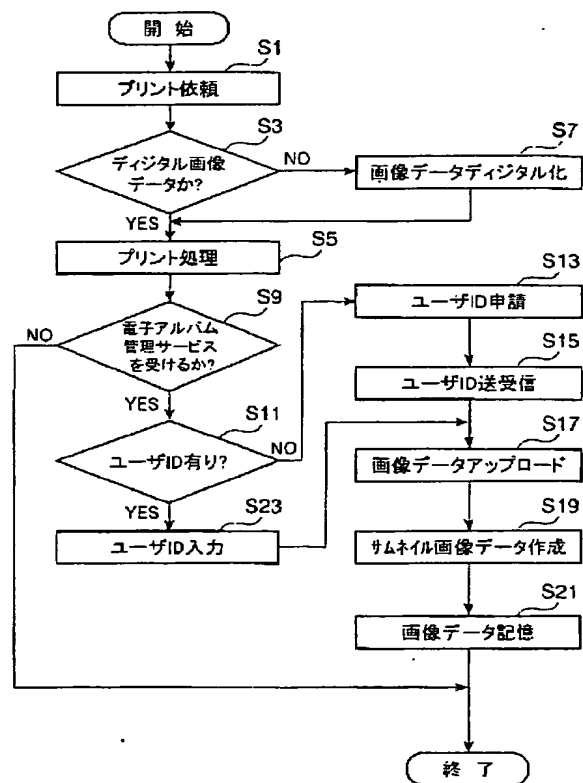 開 始
S1
プリント依頼
S3
ディジタル画像
データか?
NO
S7
画像データディジタル化
YES
S5
プリント処理
S13
ユーザID申請
S9
NO
電子アルバム
管理サービス
を受けるか?
S15
ユーザID送受信
YES
S11
ユーザID有り?
NO
S17
画像データアップロード
YES
S23
ユーザID入力
S19
サムネイル画像データ作成
S21
画像データ記憶
終 了